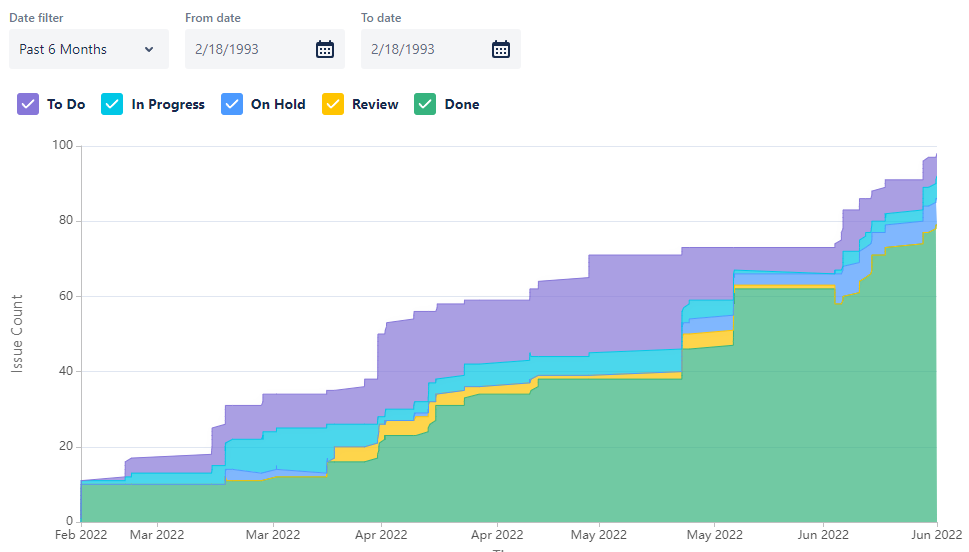 Date filter From date To date
Past 6 Months 2/18/1993 2/18/1993
To Do In Progress On Hold Review Done
100
80
60
40
20
0
Issue Count
Feb 2022 Mar 2022 Mar 2022 Apr 2022 Apr 2022 May 2022 May 2022 Jun 2022 Jun 2022